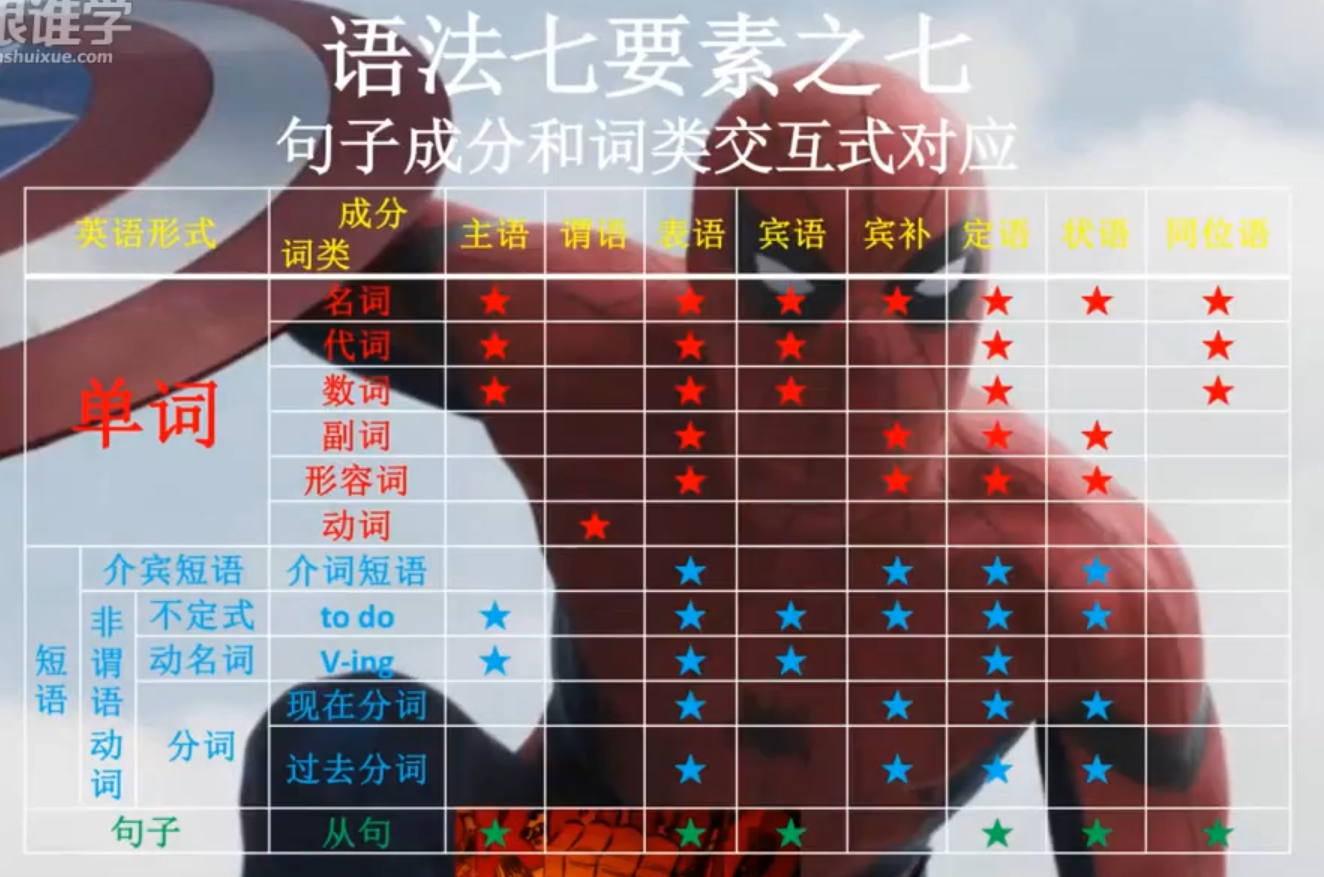 跟谁学
nshuixue.com
语法七要素之七
句子成分和词类交互式对应
英语形式 成分 词类 主语 谓语 表语 宾语 宾补 定语 状语 同位语
单词
名词 ★ ★ ★ ★ ★ ★ ★
代词 ★ ★ ★ ★ ★
数词 ★ ★ ★ ★ ★
副词 ★ ★ ★ ★
形容词 ★ ★ ★ ★
动词 ★
短语
介宾短语 介词短语 ★ ★ ★ ★
非谓语动词
不定式 to do ★ ★ ★ ★ ★ ★
动名词 V-ing ★ ★ ★ ★
分词
现在分词 ★ ★ ★ ★
过去分词 ★ ★ ★ ★
句子 从句 ★ ★ ★ ★ ★ ★